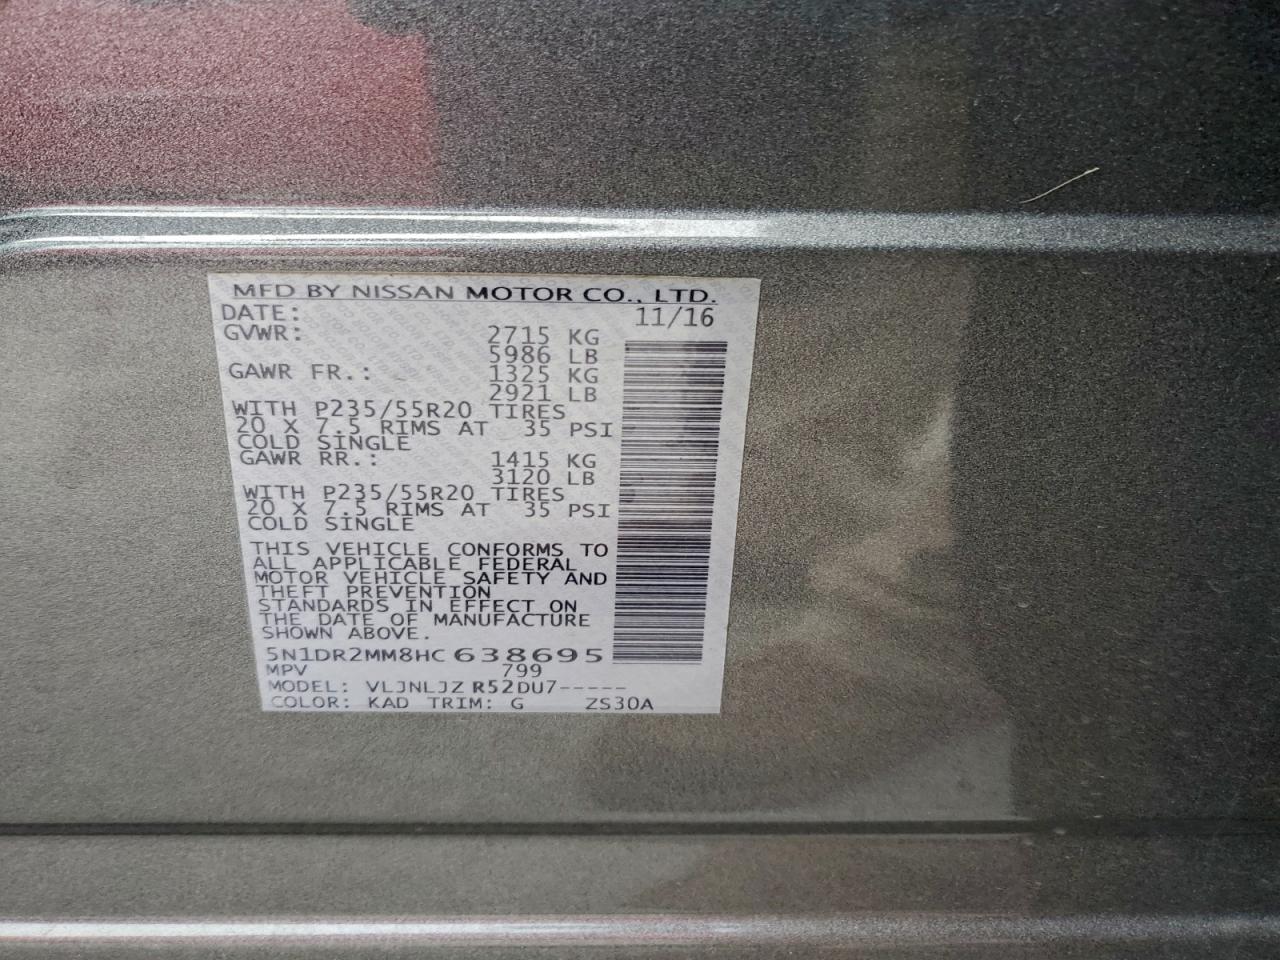 MFD BY NISSAN MOTOR CO., LTD.
DATE: 11/16
GVWR: 2715 KG
5986 LB
GAWR FR.: 1325 KG
2921 LB
WITH P235/55R20 TIRES
20 X 7.5 RIMS AT 35 PSI
COLD SINGLE
GAWR RR.: 1415 KG
3120 LB
WITH P235/55R20 TIRES
20 X 7.5 RIMS AT 35 PSI
COLD SINGLE
THIS VEHICLE CONFORMS TO
ALL APPLICABLE FEDERAL
MOTOR VEHICLE SAFETY AND
THEFT PREVENTION
STANDARDS IN EFFECT ON
THE DATE OF MANUFACTURE
SHOWN ABOVE.
5N1DR2MM8HC638695
MPV 799
MODEL: VLJNLJZ R52DU7-----
COLOR: KAD TRIM: G ZS30A